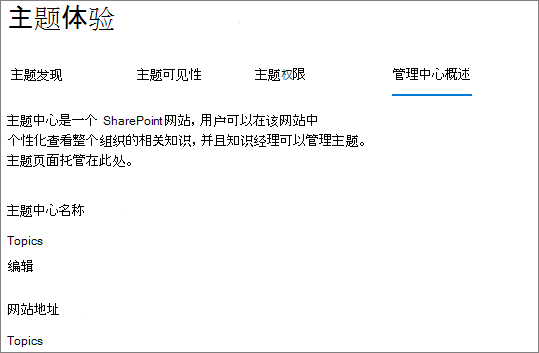 主题体验
主题发现 主题可见性 主题权限 管理中心概述
主题中心是一个 SharePoint网站, 用户可以在该网站中
个性化查看整个组织的相关知识, 并且知识经理可以管理主题。
主题页面托管在此处。
主题中心名称
Topics
编辑
网站地址
Topics